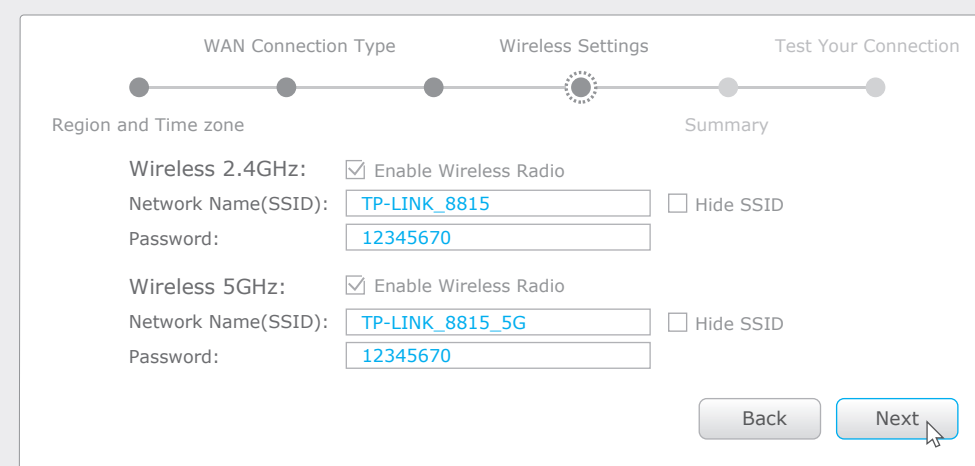 WAN Connection Type Wireless Settings Test Your Connection
Region and Time zone Summary
Wireless 2.4GHz: Enable Wireless Radio
Network Name(SSID): TP-LINK_8815 Hide SSID
Password: 12345670
Wireless 5GHz: Enable Wireless Radio
Network Name(SSID): TP-LINK_8815_5G Hide SSID
Password: 12345670
Back Next